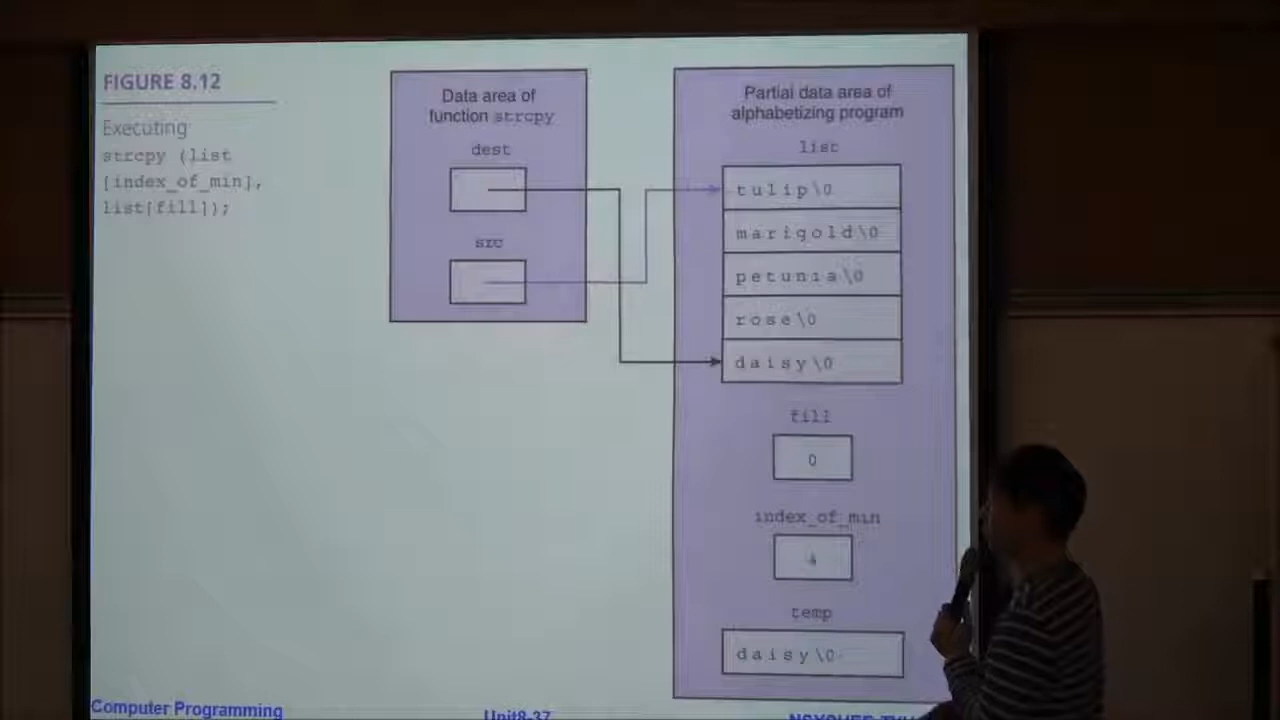 FIGURE 8.12
Executing
strcpy (list
[index_of_min],
list[fill]);
Data area of
function strcpy
dest
src
Partial data area of
alphabetizing program
list
tulip\0
marigold\0
petunia\0
rose\0
daisy\0
fill
0
index_of_min
4
temp
daisy\0
Computer Programming
Unit8-37